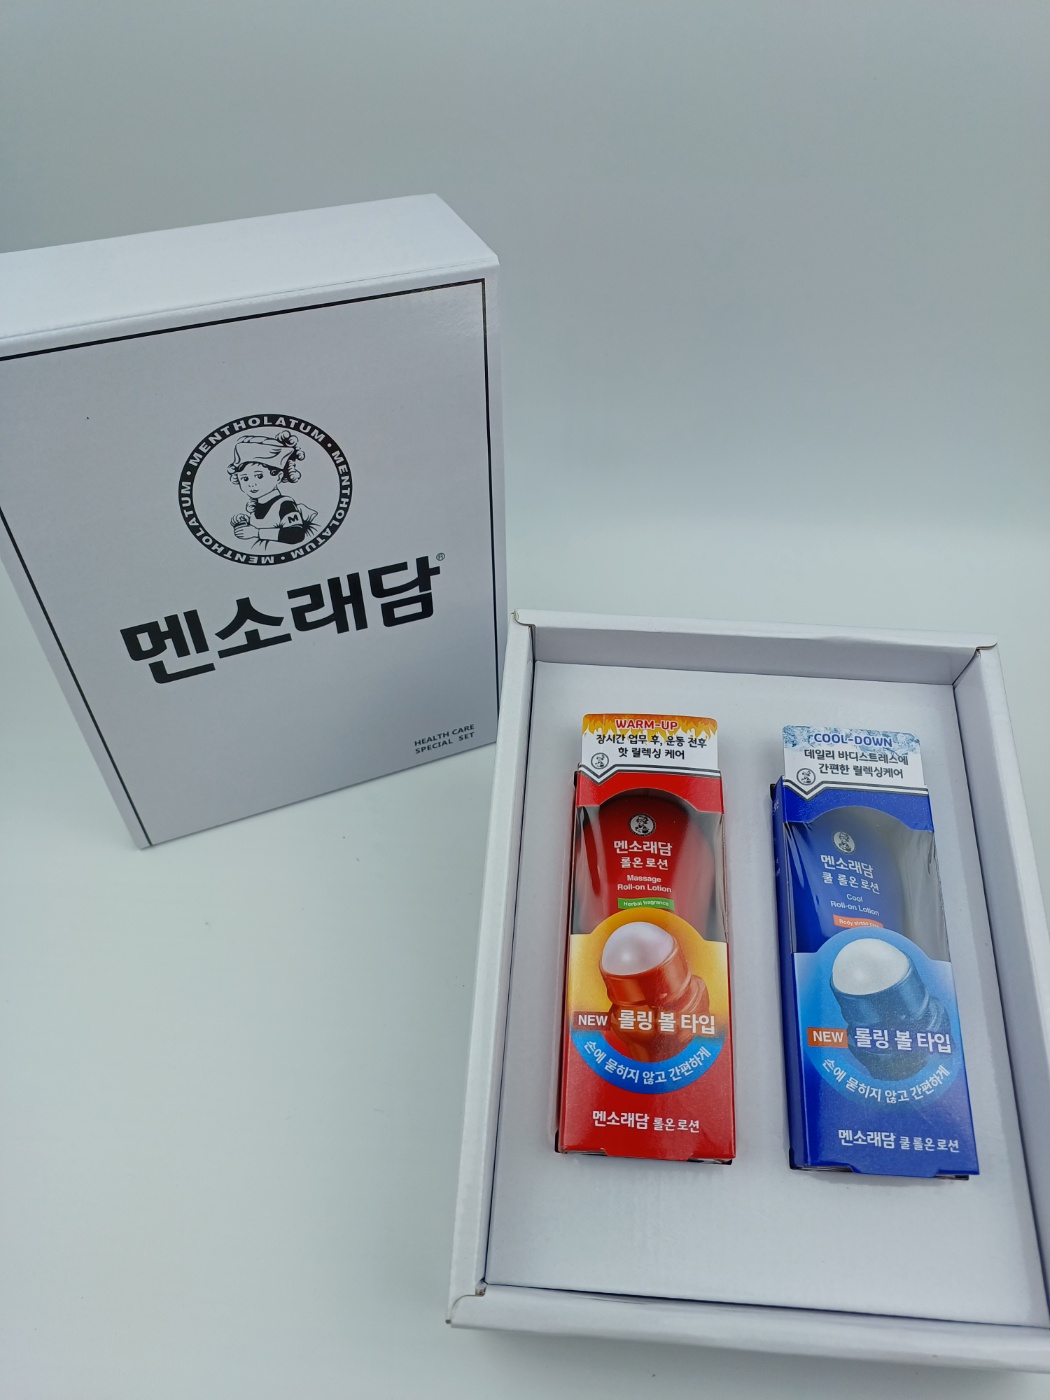 MENTHOLATUM • MENTHOLATUM • MENTHOLATUM • MENTHOLATUM •
M
멘소래담®
HEALTH CARE
SPECIAL SET
WARM-UP
장시간 업무 후, 운동 전후
핫 릴렉싱 케어
멘소래담
롤온 로션
Massage
Roll-on Lotion
Herbal fragrance
NEW 롤링 볼 타입
손에 묻히지 않고 간편하게
멘소래담 롤온 로션
COOL-DOWN
데일리 바디스트레스에
간편한 릴렉싱케어
멘소래담
쿨 롤온 로션
Cool
Roll-on Lotion
NEW 롤링 볼 타입
손에 묻히지 않고 간편하게
멘소래담 쿨 롤온 로션